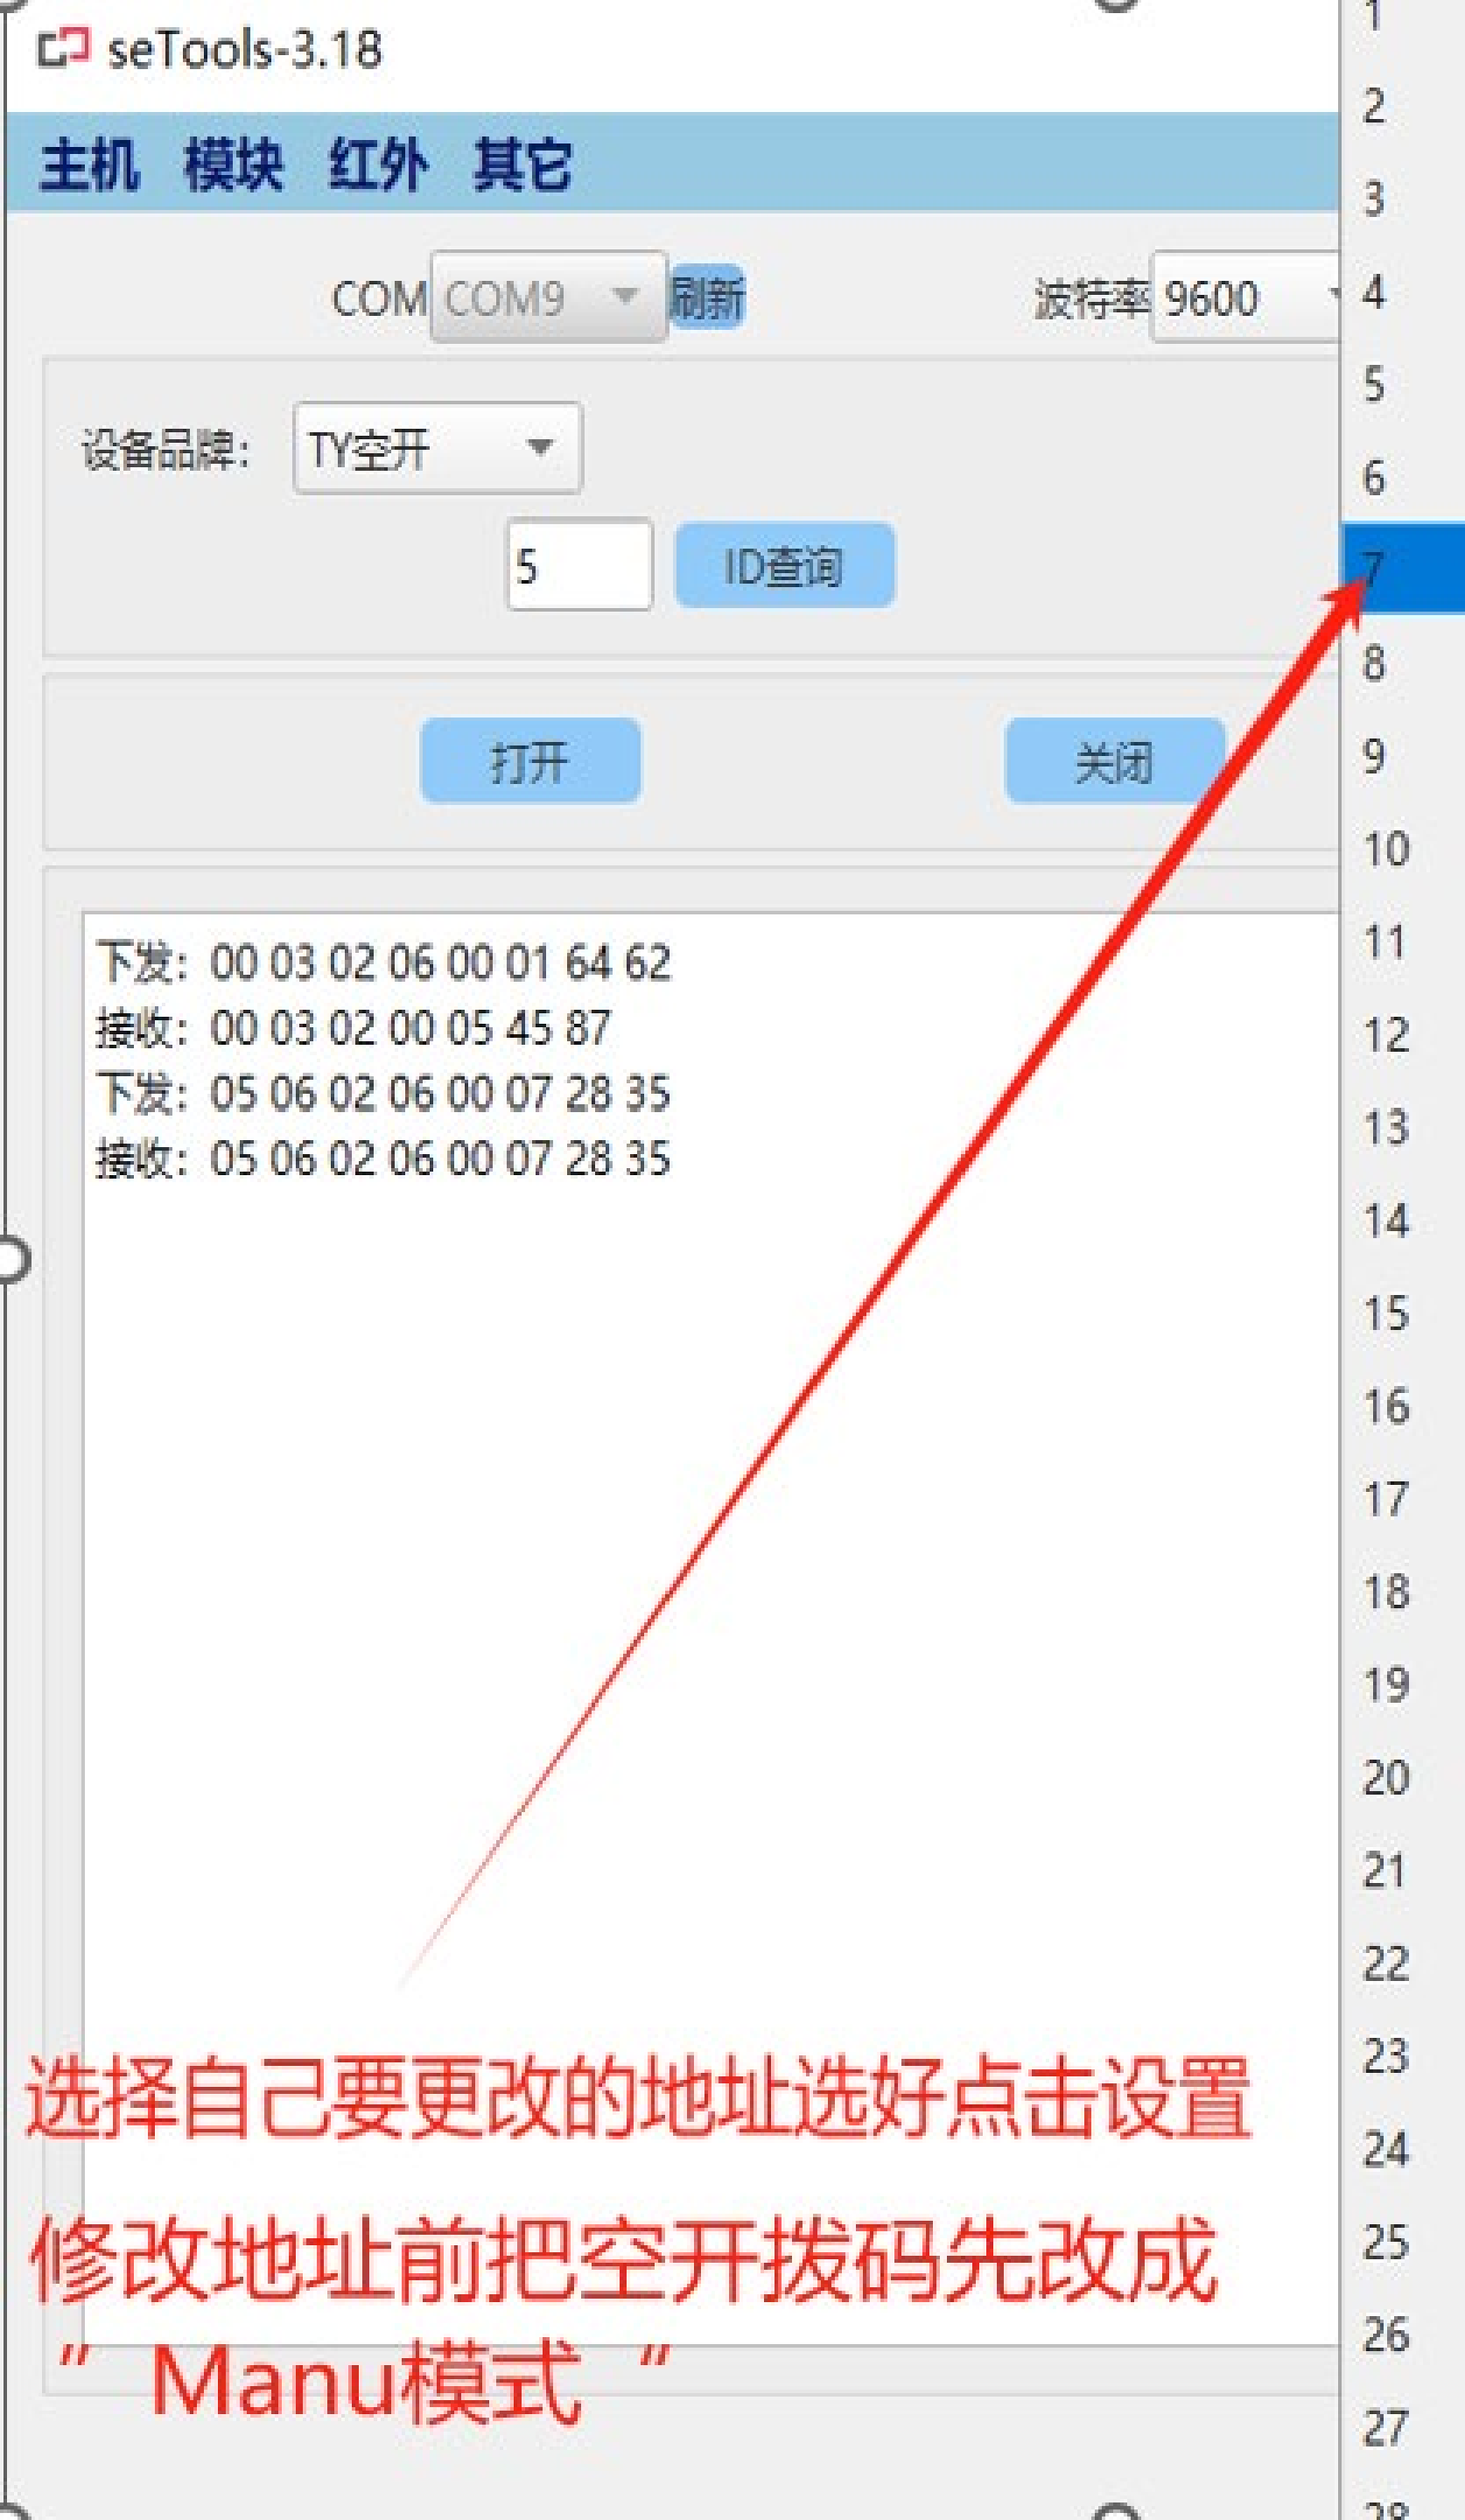 seTools-3.18
主机 模块 红外 其它
COM COM9 刷新 波特率 9600
设备品牌： TY空开
5 ID查询
打开 关闭
下发：00 03 02 06 00 01 64 62
接收：00 03 02 00 05 45 87
下发：05 06 02 06 00 07 28 35
接收：05 06 02 06 00 07 28 35
选择自己要更改的地址选好点击设置
修改地址前把空开拨码先改成
”Manu模式“
1
2
3
4
5
6
7
8
9
10
11
12
13
14
15
16
17
18
19
20
21
22
23
24
25
26
27
28